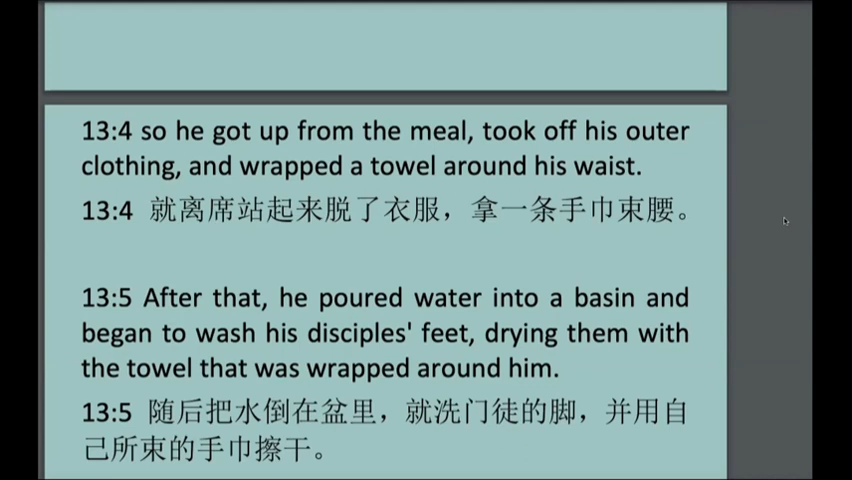 13:4 so he got up from the meal, took off his outer
clothing, and wrapped a towel around his waist.
13:4 就离席站起来脱了衣服，拿一条手巾束腰。
13:5 After that, he poured water into a basin and
began to wash his disciples' feet, drying them with
the towel that was wrapped around him.
13:5 随后把水倒在盆里，就洗门徒的脚，并用自
己所束的手巾擦干。